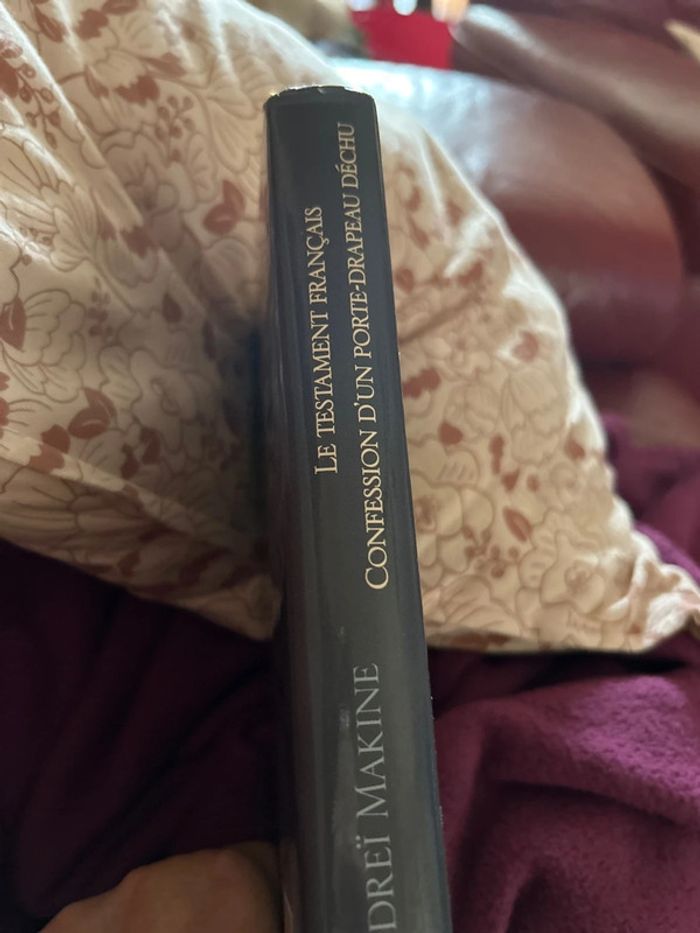 LE TESTAMENT FRANÇAIS
CONFESSION D'UN PORTE-DRAPEAU DÉCHU
DREÏ MAKINE